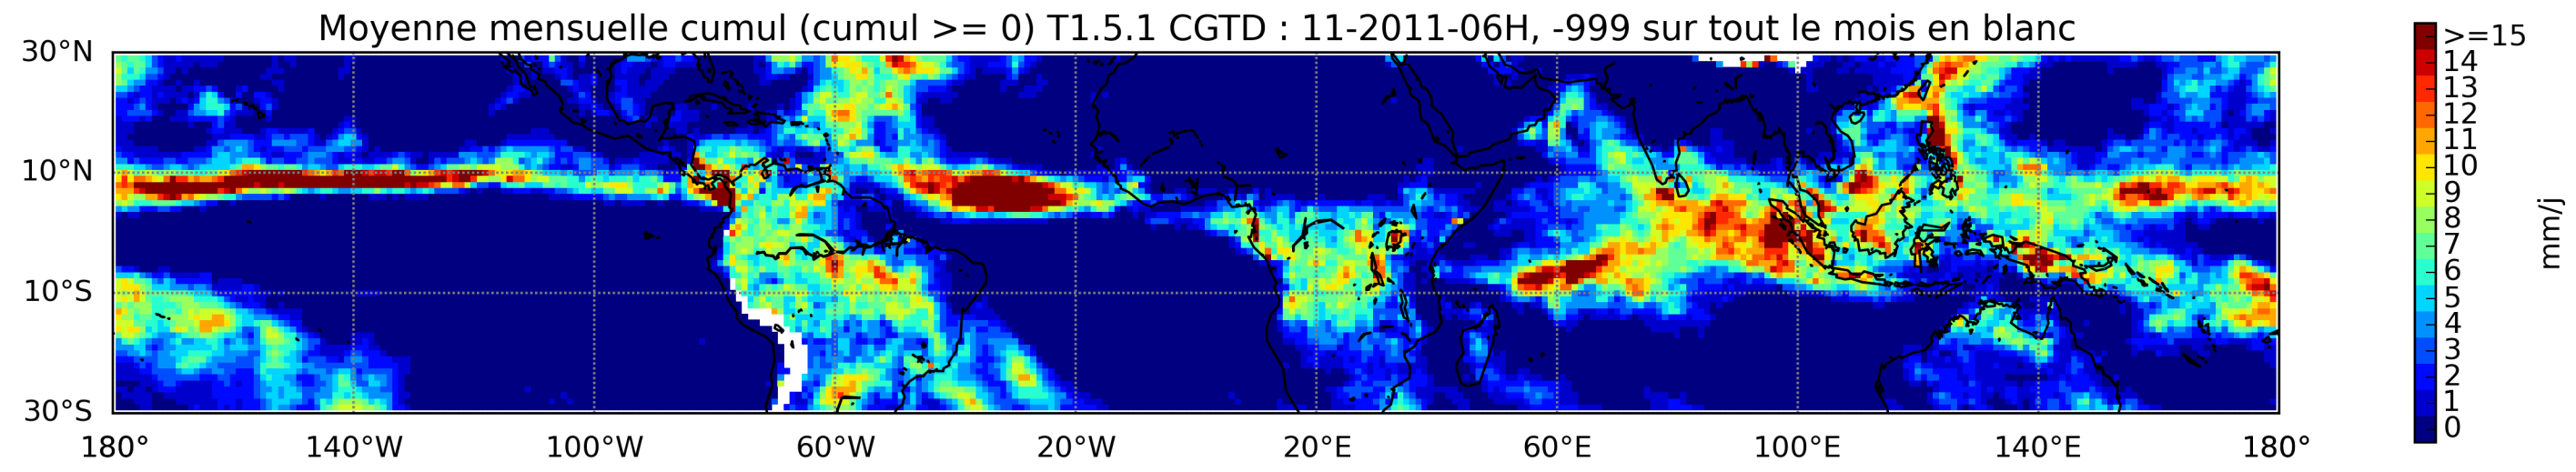 Moyenne mensuelle cumul (cumul >= 0) T1.5.1 CGTD : 11-2011-06H, -999 sur tout le mois en blanc
30°N
10°N
10°S
30°S
180° 140°W 100°W 60°W 20°W 20°E 60°E 100°E 140°E 180°
>=15
14
13
12
11
10
9
8
7
6
5
4
3
2
1
0
mm/j